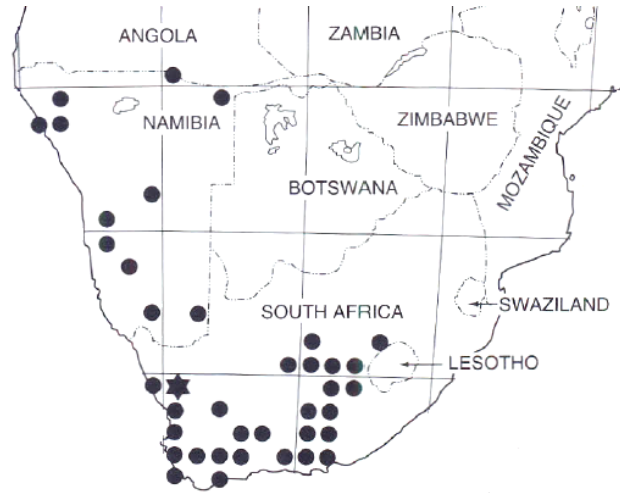 ANGOLA
ZAMBIA
NAMIBIA
ZIMBABWE
MOZAMBIQUE
BOTSWANA
SOUTH AFRICA
SWAZILAND
LESOTHO